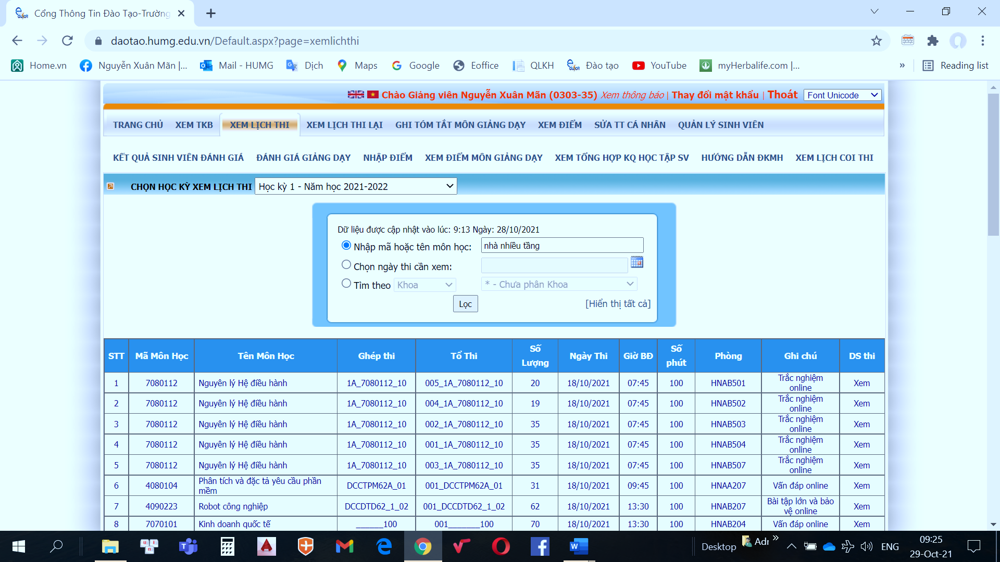 Cổng Thông Tin Đào Tạo-Trường
daotao.humg.edu.vn/Default.aspx?page=xemlichthi
Home.vn Nguyễn Xuân Mãn |... Mail - HUMG Dịch Maps Google Eoffice QLKH Đào tạo YouTube myHerbalife.com |... » Reading list
Chào Giảng viên Nguyễn Xuân Mãn (0303-35) Xem thông báo | Thay đổi mật khẩu | Thoát Font Unicode
TRANG CHỦ XEM TKB XEM LỊCH THI XEM LỊCH THI LẠI GHI TÓM TẮT MÔN GIẢNG DẠY XEM ĐIỂM SỬA TT CÁ NHÂN QUẢN LÝ SINH VIÊN
KẾT QUẢ SINH VIÊN ĐÁNH GIÁ ĐÁNH GIÁ GIẢNG DẠY NHẬP ĐIỂM XEM ĐIỂM MÔN GIẢNG DẠY XEM TỔNG HỢP KQ HỌC TẬP SV HƯỚNG DẪN ĐKMH XEM LỊCH COI THI
CHỌN HỌC KỲ XEM LỊCH THI Học kỳ 1 - Năm học 2021-2022
Dữ liệu được cập nhật vào lúc: 9:13 Ngày: 28/10/2021
Nhập mã hoặc tên môn học: nhà nhiều tầng
Chọn ngày thi cần xem:
Tìm theo Khoa * - Chưa phân Khoa
Lọc [Hiển thị tất cả]
STT Mã Môn Học Tên Môn Học Ghép thi Tổ Thi Số Lượng Ngày Thi Giờ BĐ Số phút Phòng Ghi chú DS thi
1 7080112 Nguyên lý Hệ điều hành 1A_7080112_10 005_1A_7080112_10 20 18/10/2021 07:45 100 HNAB501 Trắc nghiệm online Xem
2 7080112 Nguyên lý Hệ điều hành 1A_7080112_10 004_1A_7080112_10 19 18/10/2021 07:45 100 HNAB502 Trắc nghiệm online Xem
3 7080112 Nguyên lý Hệ điều hành 1A_7080112_10 002_1A_7080112_10 35 18/10/2021 07:45 100 HNAB503 Trắc nghiệm online Xem
4 7080112 Nguyên lý Hệ điều hành 1A_7080112_10 001_1A_7080112_10 35 18/10/2021 07:45 100 HNAB504 Trắc nghiệm online Xem
5 7080112 Nguyên lý Hệ điều hành 1A_7080112_10 003_1A_7080112_10 35 18/10/2021 07:45 100 HNAB507 Trắc nghiệm online Xem
6 4080104 Phân tích và đặc tả yêu cầu phần mềm DCCTPM62A_01 001_DCCTPM62A_01 31 18/10/2021 09:45 100 HNAA207 Vấn đáp online Xem
7 4090223 Robot công nghiệp DCCDTD62_1_02 001_DCCDTD62_1_02 62 18/10/2021 13:30 100 HNAB207 Bài tập lớn và bảo vệ online Xem
8 7070101 Kinh doanh quốc tế ______100 001_______100 70 18/10/2021 13:30 100 HNAB204 Vấn đáp online Xem
Desktop Adr » ENG 09:25
29-Oct-21